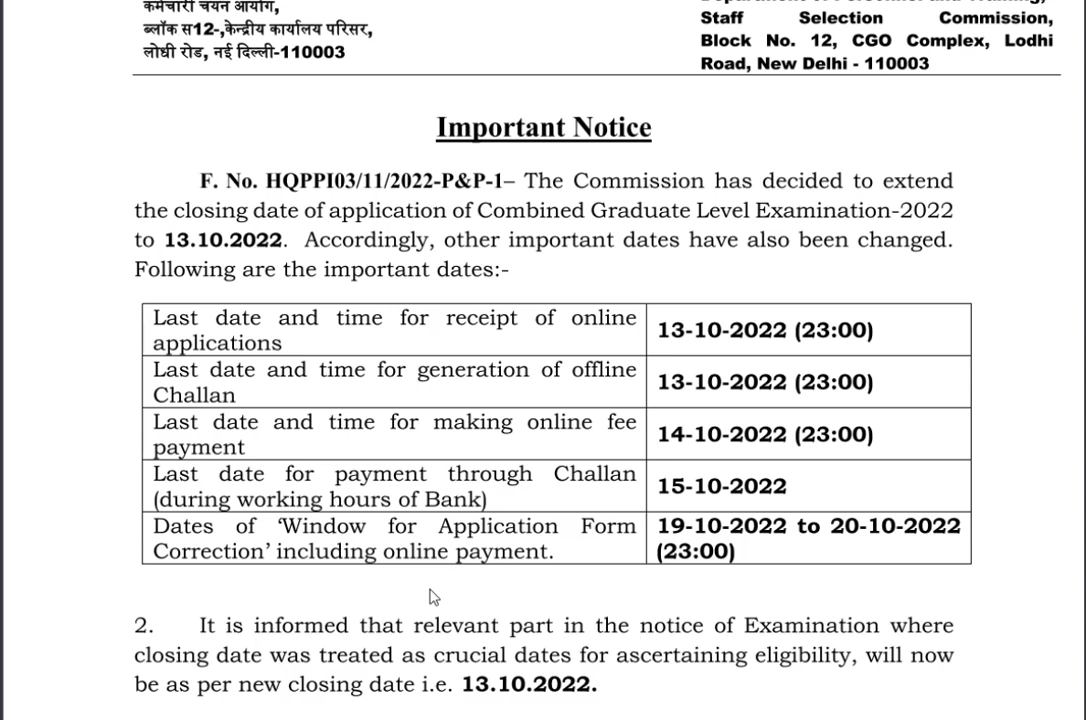 कर्मचारी चयन आयोग,
ब्लॉक स12-,केन्द्रीय कार्यालय परिसर,
लोधी रोड, नई दिल्ली-110003
Department of Personnel and Training,
Staff Selection Commission,
Block No. 12, CGO Complex, Lodhi
Road, New Delhi - 110003
Important Notice
F. No. HQPPI03/11/2022-P&P-1– The Commission has decided to extend
the closing date of application of Combined Graduate Level Examination-2022
to 13.10.2022. Accordingly, other important dates have also been changed.
Following are the important dates:-
Last date and time for receipt of online
applications
13-10-2022 (23:00)
Last date and time for generation of offline
Challan
13-10-2022 (23:00)
Last date and time for making online fee
payment
14-10-2022 (23:00)
Last date for payment through Challan
(during working hours of Bank)
15-10-2022
Dates of ‘Window for Application Form
Correction’ including online payment.
19-10-2022 to 20-10-2022
(23:00)
2. It is informed that relevant part in the notice of Examination where
closing date was treated as crucial dates for ascertaining eligibility, will now
be as per new closing date i.e. 13.10.2022.